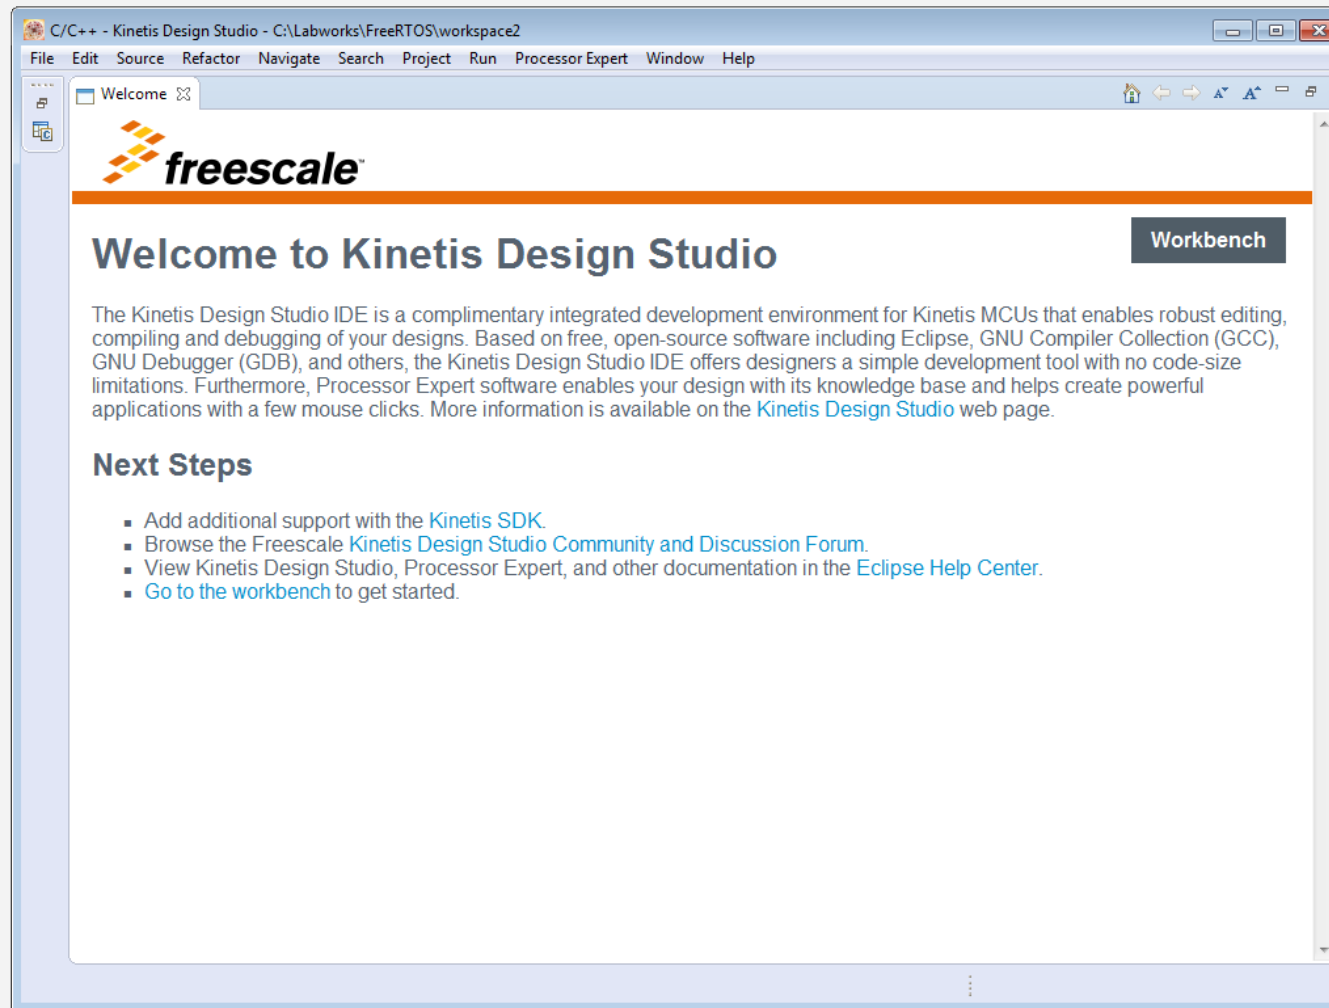 C/C++ - Kinetis Design Studio - C:\Labworks\FreeRTOS\workspace2
File Edit Source Refactor Navigate Search Project Run Processor Expert Window Help
Welcome
freescale™
Welcome to Kinetis Design Studio
Workbench
The Kinetis Design Studio IDE is a complimentary integrated development environment for Kinetis MCUs that enables robust editing,
compiling and debugging of your designs. Based on free, open-source software including Eclipse, GNU Compiler Collection (GCC),
GNU Debugger (GDB), and others, the Kinetis Design Studio IDE offers designers a simple development tool with no code-size
limitations. Furthermore, Processor Expert software enables your design with its knowledge base and helps create powerful
applications with a few mouse clicks. More information is available on the Kinetis Design Studio web page.
Next Steps
Add additional support with the Kinetis SDK.
Browse the Freescale Kinetis Design Studio Community and Discussion Forum.
View Kinetis Design Studio, Processor Expert, and other documentation in the Eclipse Help Center.
Go to the workbench to get started.